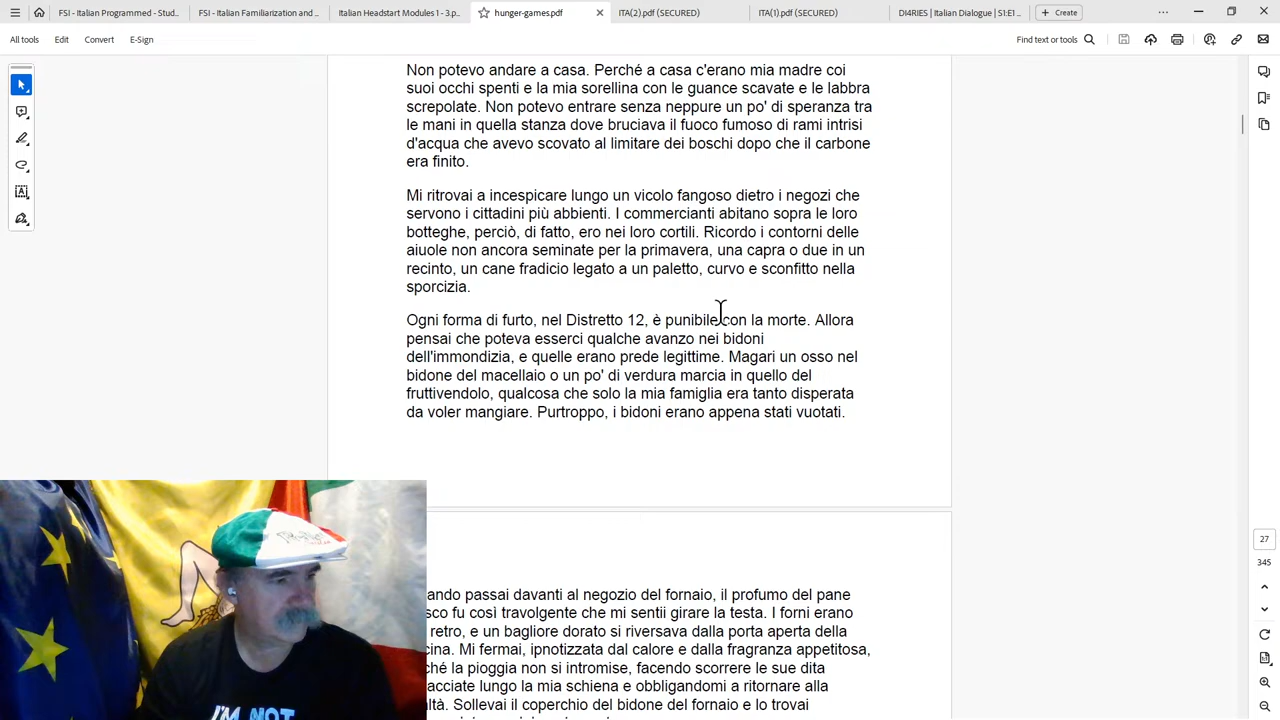 FSI - Italian Programmed - Stud...
FSI - Italian Familiarization and ...
Italian Headstart Modules 1 - 3.p...
hunger-games.pdf
ITA(2).pdf (SECURED)
ITA(1).pdf (SECURED)
DI4RIES | Italian Dialogue | S1:E1 ...
Create
All tools
Edit
Convert
E-Sign
Find text or tools
Non potevo andare a casa. Perché a casa c'erano mia madre coi
suoi occhi spenti e la mia sorellina con le guance scavate e le labbra
screpolate. Non potevo entrare senza neppure un po' di speranza tra
le mani in quella stanza dove bruciava il fuoco fumoso di rami intrisi
d'acqua che avevo scovato al limitare dei boschi dopo che il carbone
era finito.
Mi ritrovai a incespicare lungo un vicolo fangoso dietro i negozi che
servono i cittadini più abbienti. I commercianti abitano sopra le loro
botteghe, perciò, di fatto, ero nei loro cortili. Ricordo i contorni delle
aiuole non ancora seminate per la primavera, una capra o due in un
recinto, un cane fradicio legato a un paletto, curvo e sconfitto nella
sporcizia.
Ogni forma di furto, nel Distretto 12, è punibile con la morte. Allora
pensai che poteva esserci qualche avanzo nei bidoni
dell'immondizia, e quelle erano prede legittime. Magari un osso nel
bidone del macellaio o un po' di verdura marcia in quello del
fruttivendolo, qualcosa che solo la mia famiglia era tanto disperata
da voler mangiare. Purtroppo, i bidoni erano appena stati vuotati.
27
345
ando passai davanti al negozio del fornaio, il profumo del pane
sco fu così travolgente che mi sentii girare la testa. I forni erano
retro, e un bagliore dorato si riversava dalla porta aperta della
cina. Mi fermai, ipnotizzata dal calore e dalla fragranza appetitosa,
ché la pioggia non si intromise, facendo scorrere le sue dita
acciate lungo la mia schiena e obbligandomi a ritornare alla
ltà. Sollevai il coperchio del bidone del fornaio e lo trovai
I'M NOT